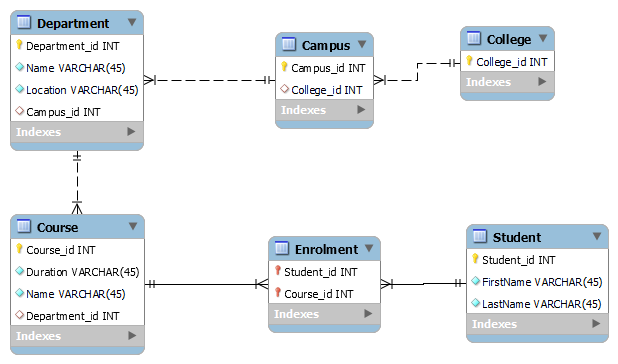 Department
Department_id INT
Name VARCHAR(45)
Location VARCHAR(45)
Campus_id INT
Indexes
Campus
Campus_id INT
College_id INT
Indexes
College
College_id INT
Indexes
Course
Course_id INT
Duration VARCHAR(45)
Name VARCHAR(45)
Department_id INT
Indexes
Enrolment
Student_id INT
Course_id INT
Indexes
Student
Student_id INT
FirstName VARCHAR(45)
LastName VARCHAR(45)
Indexes